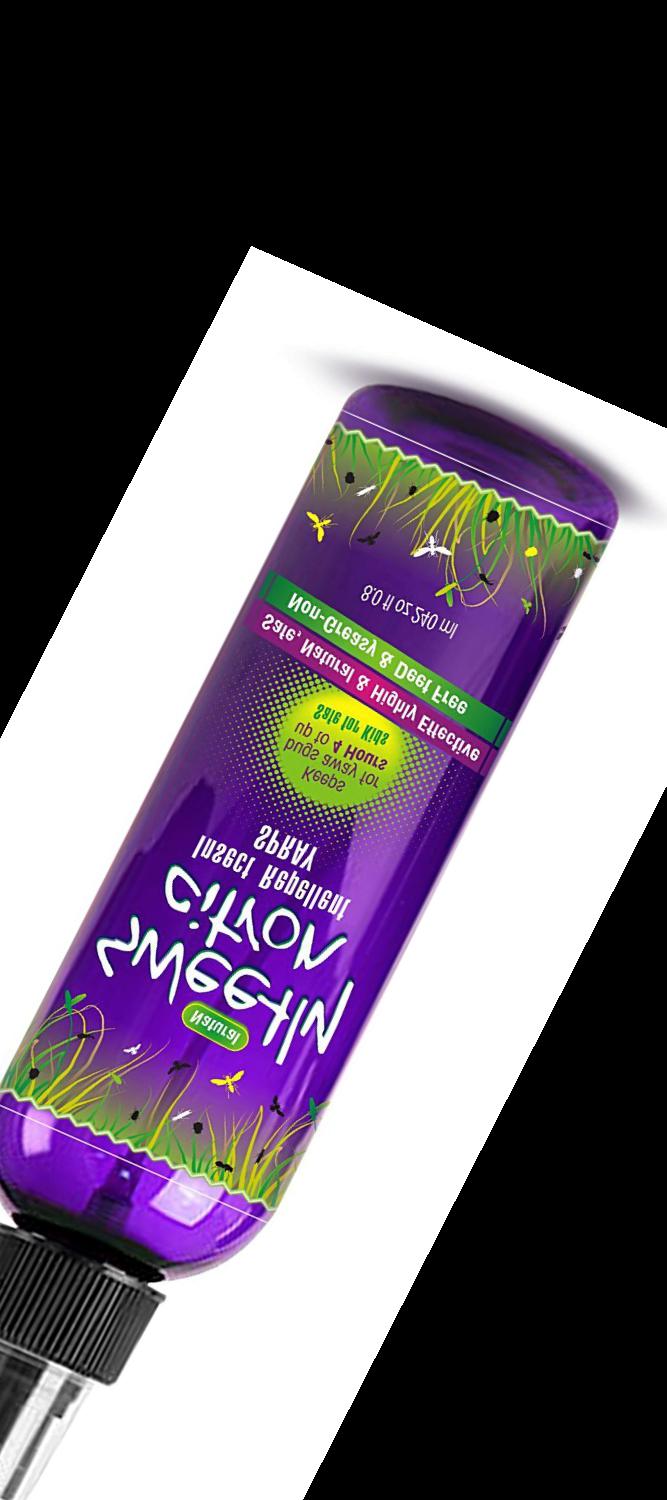 Natural
SWeetlY
citron
Insect Repellent
SPRAY
Keeps
bugs away for
up to 4 Hours
Safe for Kids
Safe, Natural & Highly Effective
Non-Greasy & Deet Free
8.0 fl oz 240 ml